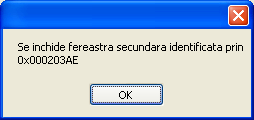 Se inchide fereastra secundara identificata prin
0x000203AE
OK